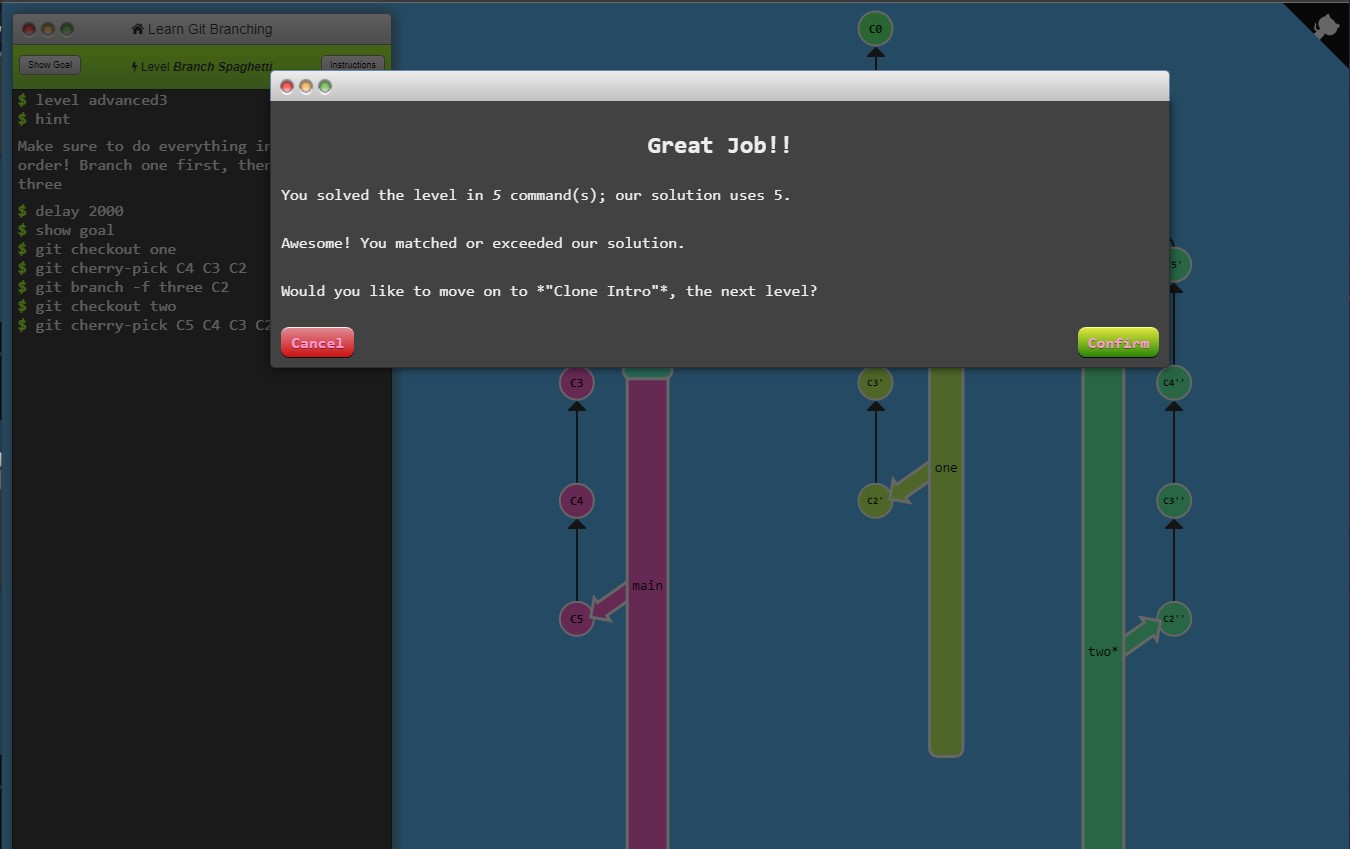 Learn Git Branching
Show Goal
Level Branch Spaghetti
Instructions
$ level advanced3
$ hint
Make sure to do everything in
order! Branch one first, then
three
$ delay 2000
$ show goal
$ git checkout one
$ git cherry-pick C4 C3 C2
$ git branch -f three C2
$ git checkout two
$ git cherry-pick C5 C4 C3 C2
Great Job!!
You solved the level in 5 command(s); our solution uses 5.
Awesome! You matched or exceeded our solution.
Would you like to move on to *"Clone Intro"*, the next level?
Cancel
Confirm
C0
5'
C3
C3'
C4''
one
C4
C2'
C3''
main
C5
C2''
two*